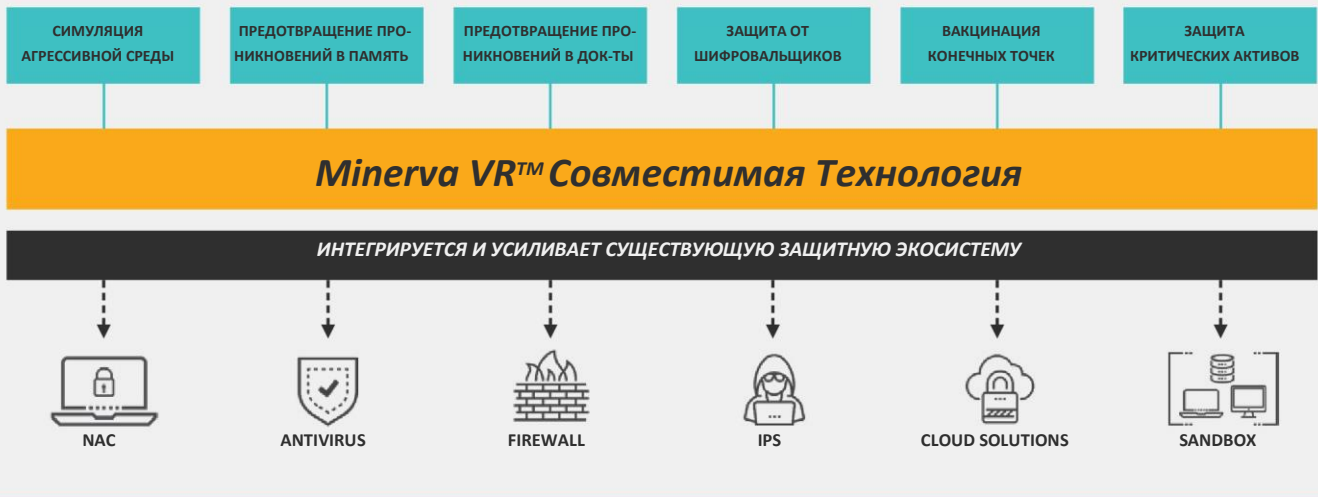 СИМУЛЯЦИЯ
АГРЕССИВНОЙ СРЕДЫ
ПРЕДОТВРАЩЕНИЕ ПРО-
НИКНОВЕНИЙ В ПАМЯТЬ
ПРЕДОТВРАЩЕНИЕ ПРО-
НИКНОВЕНИЙ В ДОК-ТЫ
ЗАЩИТА ОТ
ШИФРОВАЛЬЩИКОВ
ВАКЦИНАЦИЯ
КОНЕЧНЫХ ТОЧЕК
ЗАЩИТА
КРИТИЧЕСКИХ АКТИВОВ
Minerva VR™ Совместимая Технология
ИНТЕГРИРУЕТСЯ И УСИЛИВАЕТ СУЩЕСТВУЮЩУЮ ЗАЩИТНУЮ ЭКОСИСТЕМУ
NAC
ANTIVIRUS
FIREWALL
IPS
CLOUD SOLUTIONS
SANDBOX